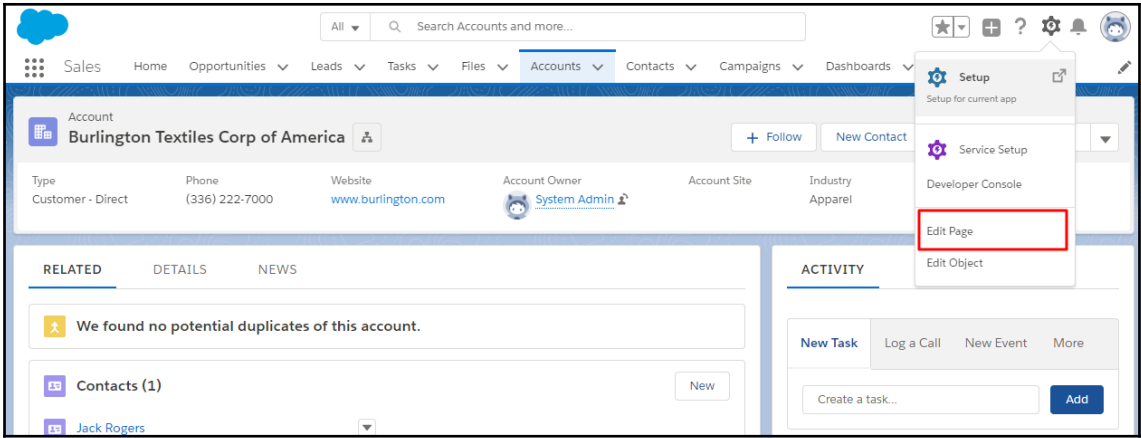 All
Search Accounts and more...
Sales
Home
Opportunities
Leads
Tasks
Files
Accounts
Contacts
Campaigns
Dashboards
Setup
Setup for current app
Service Setup
Developer Console
Edit Page
Edit Object
Account
Burlington Textiles Corp of America
+ Follow
New Contact
Type
Phone
Website
Account Owner
Account Site
Industry
Customer - Direct
(336) 222-7000
www.burlington.com
System Admin
Apparel
RELATED
DETAILS
NEWS
We found no potential duplicates of this account.
Contacts (1)
New
Jack Rogers
ACTIVITY
New Task
Log a Call
New Event
More
Create a task...
Add